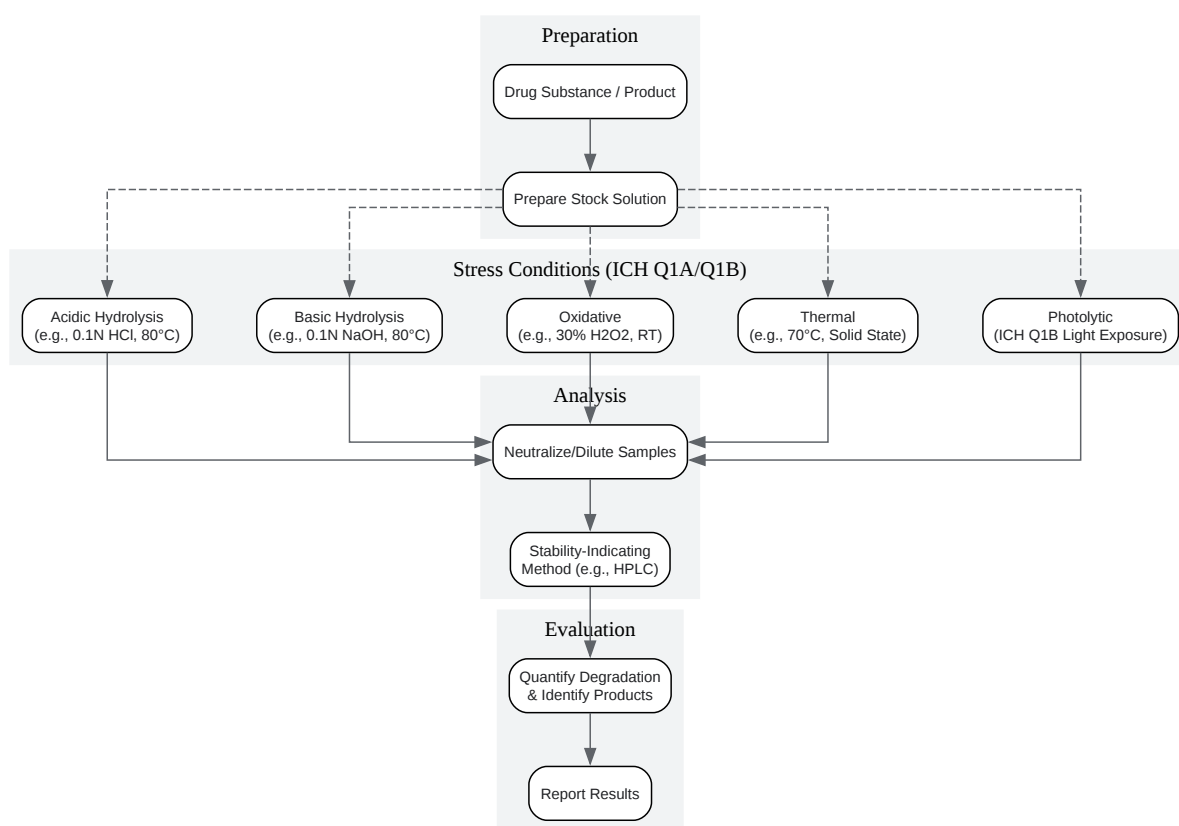 Preparation
Drug Substance / Product
Prepare Stock Solution
Stress Conditions (ICH Q1A/Q1B)
Acidic Hydrolysis
(e.g., 0.1N HCl, 80°C)
Basic Hydrolysis
(e.g., 0.1N NaOH, 80°C)
Oxidative
(e.g., 30% H2O2, RT)
Thermal
(e.g., 70°C, Solid State)
Photolytic
(ICH Q1B Light Exposure)
Analysis
Neutralize/Dilute Samples
Stability-Indicating
Method (e.g., HPLC)
Evaluation
Quantify Degradation
& Identify Products
Report Results